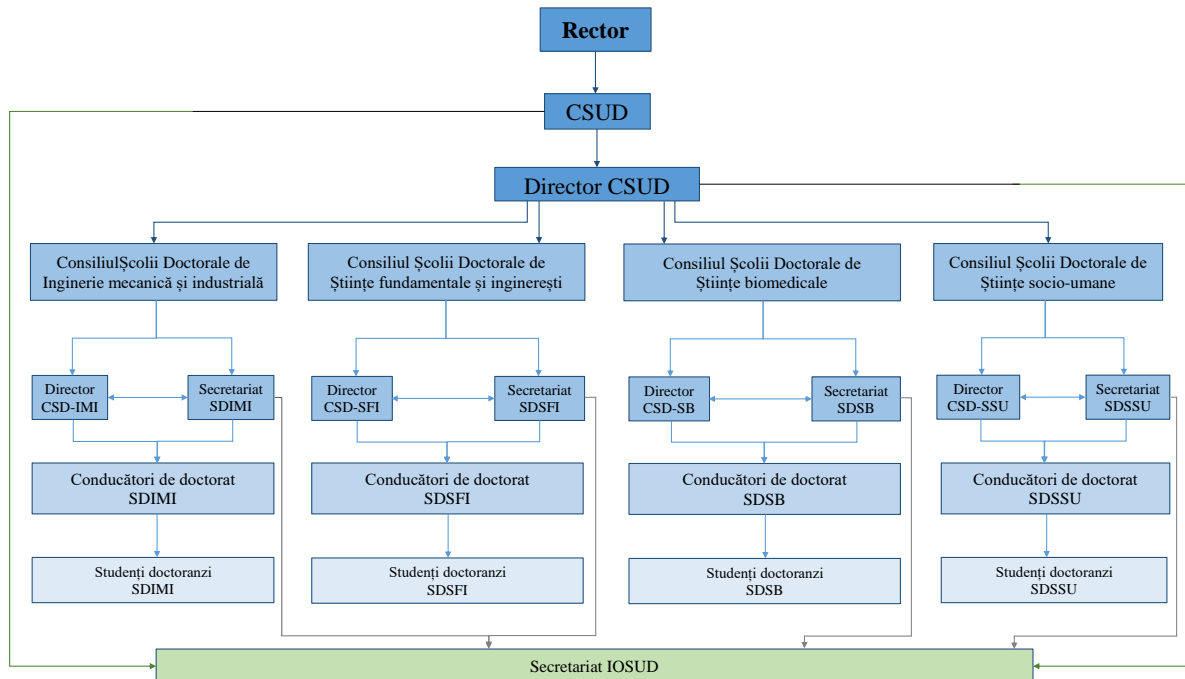 Rector
CSUD
Director CSUD
ConsiliulȘcolii Doctorale de
Inginerie mecanică și industrială
Consiliul Școlii Doctorale de
Științe fundamentale și inginerești
Consiliul Școlii Doctorale de
Științe biomedicale
Consiliul Școlii Doctorale de
Științe socio-umane
Director
CSD-IMI
Secretariat
SDIMI
Director
CSD-SFI
Secretariat
SDSFI
Director
CSD-SB
Secretariat
SDSB
Director
CSD-SSU
Secretariat
SDSSU
Conducători de doctorat
SDIMI
Conducători de doctorat
SDSFI
Conducători de doctorat
SDSB
Conducători de doctorat
SDSSU
Studenți doctoranzi
SDIMI
Studenți doctoranzi
SDSFI
Studenți doctoranzi
SDSB
Studenți doctoranzi
SDSSU
Secretariat IOSUD